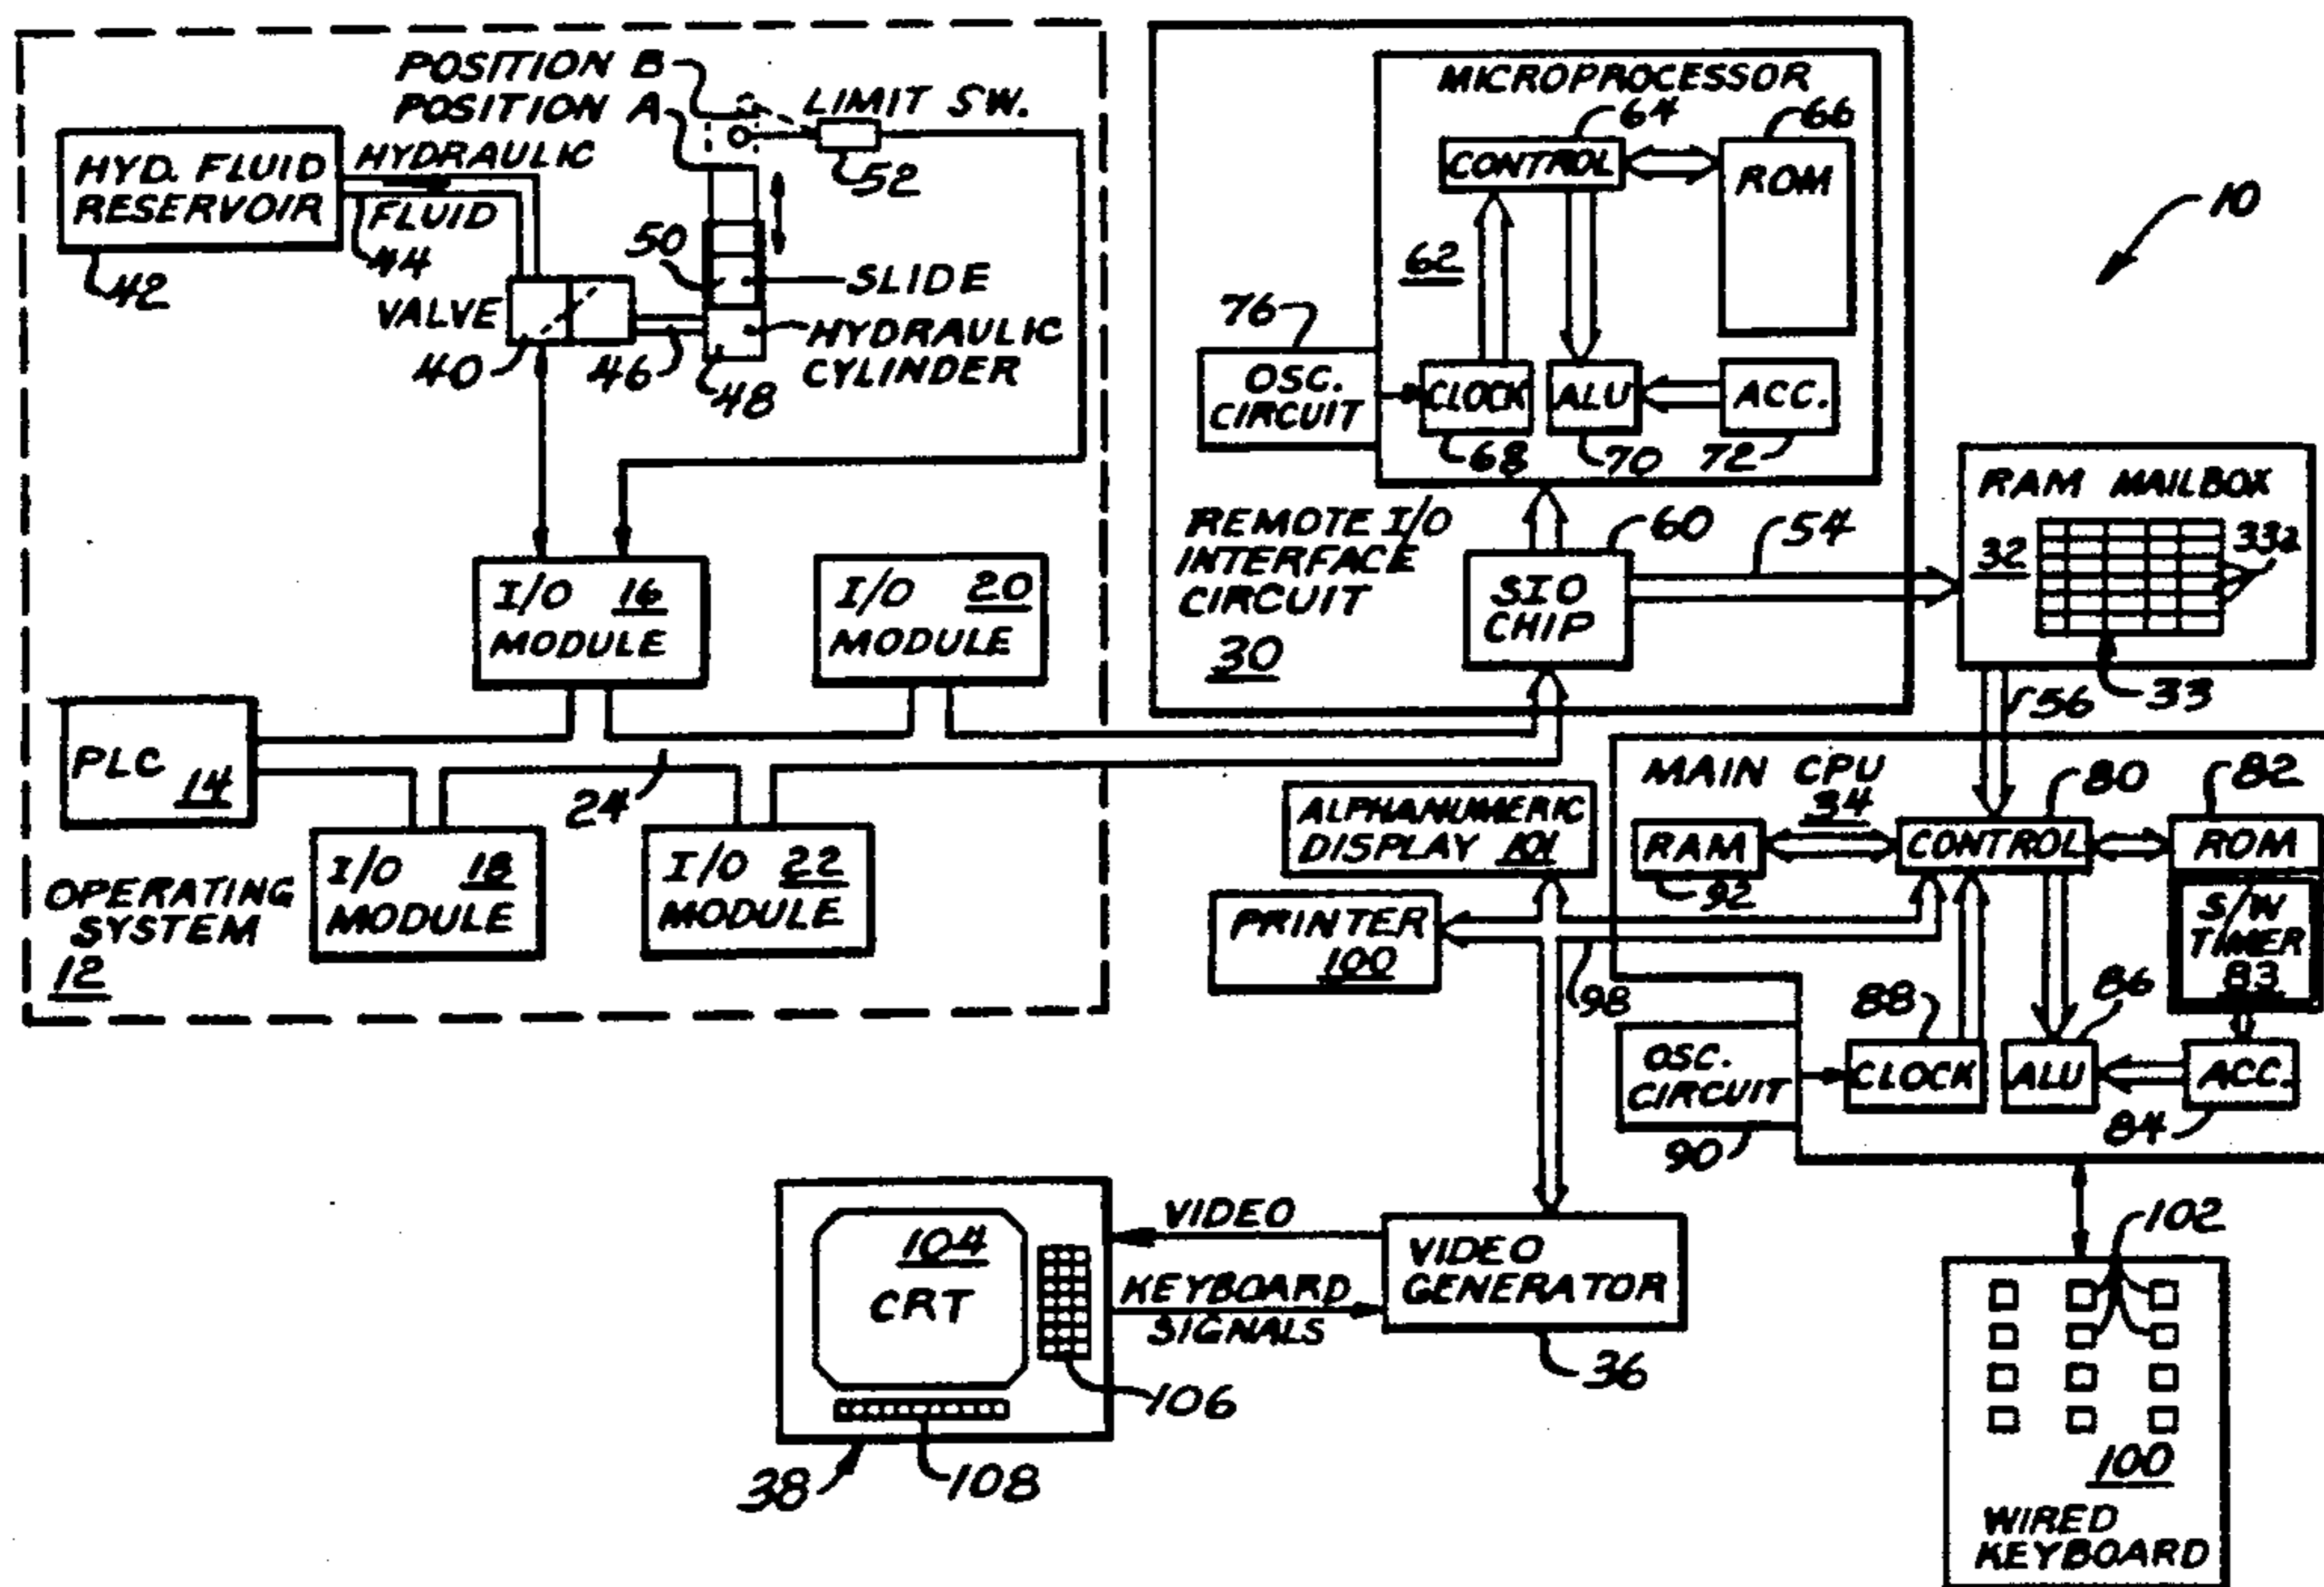 POSITION B
POSITION A
LIMIT SW.
52
HYD. FLUID
RESERVOIR
42
HYDRAULIC
FLUID
44
50
SLIDE
VALVE
40
46
HYDRAULIC
CYLINDER
48
I/O 16
MODULE
I/O 20
MODULE
PLC 14
24
I/O 18
MODULE
I/O 22
MODULE
OPERATING
SYSTEM
12
MICROPROCESSOR
64
66
CONTROL
ROM
62
76
OSC.
CIRCUIT
CLOCK
ALU
ACC.
68
70
72
REMOTE I/O
INTERFACE
CIRCUIT
30
60
SIO
CHIP
54
10
RAM MAILBOX
32
332
33
56
MAIN CPU
34
80
82
RAM
92
CONTROL
ROM
S/W
TIMER
83
ALPHANUMERIC
DISPLAY 101
PRINTER
100
98
88
86
OSC.
CIRCUIT
90
CLOCK
ALU
ACC.
84
104
CRT
VIDEO
KEYBOARD
SIGNALS
VIDEO
GENERATOR
36
106
108
38
102
100
WIRED
KEYBOARD